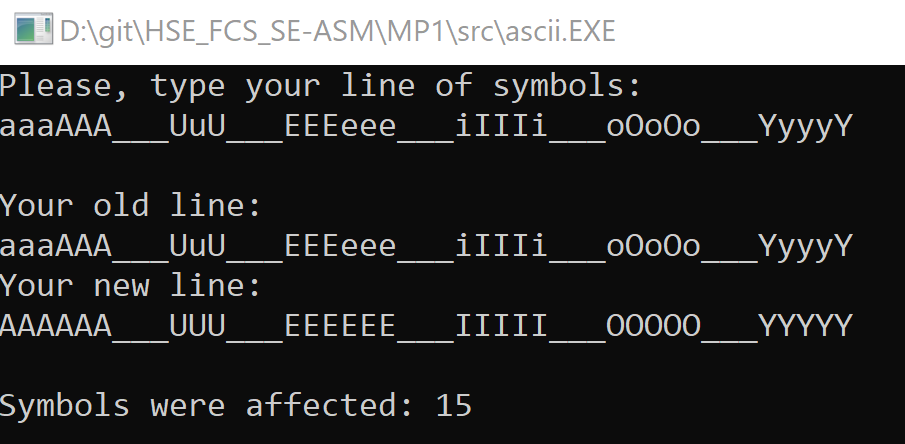 D:\git\HSE_FCS_SE-ASM\MP1\src\ascii.EXE
Please, type your line of symbols:
aaaAAA___UuU___EEEeee___iIIIi___oOoOo___YyyyY
Your old line:
aaaAAA___UuU___EEEeee___iIIIi___oOoOo___YyyyY
Your new line:
AAAAAA___UUU___EEEEEE___IIIII___OOOOO___YYYYY
Symbols were affected: 15